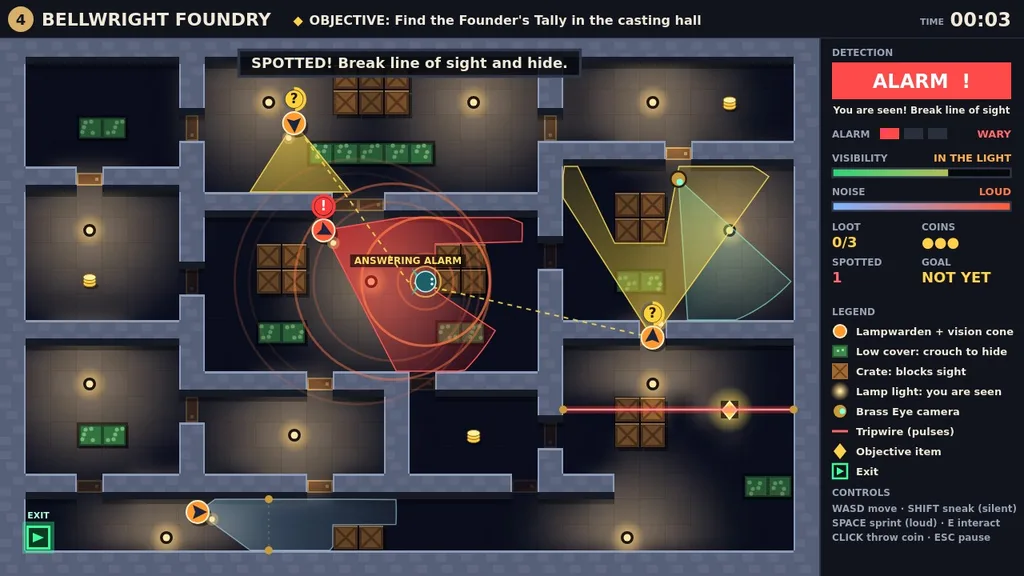 4 BELLWRIGHT FOUNDRY ◆ OBJECTIVE: Find the Founder's Tally in the casting hall TIME 00:03
SPOTTED! Break line of sight and hide.
?
!
ANSWERING ALARM
?
EXIT
DETECTION
ALARM !
You are seen! Break line of sight
ALARM WARY
VISIBILITY IN THE LIGHT
NOISE LOUD
LOOT COINS
0/3
SPOTTED GOAL
1 NOT YET
LEGEND
Lampwarden + vision cone
Low cover: crouch to hide
Crate: blocks sight
Lamp light: you are seen
Brass Eye camera
Tripwire (pulses)
Objective item
Exit
CONTROLS
WASD move · SHIFT sneak (silent)
SPACE sprint (loud) · E interact
CLICK throw coin · ESC pause